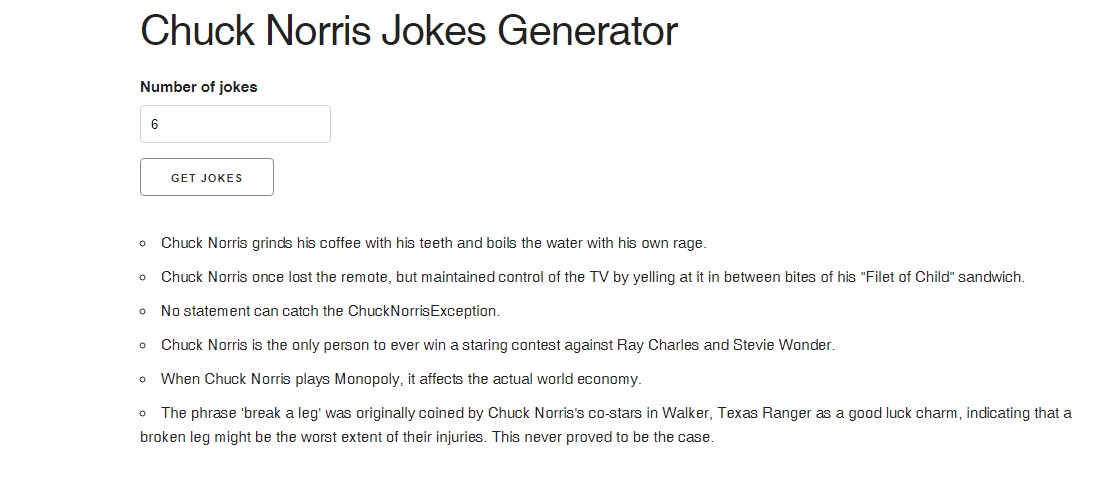 Chuck Norris Jokes Generator
Number of jokes
6
GET JOKES
Chuck Norris grinds his coffee with his teeth and boils the water with his own rage.
Chuck Norris once lost the remote, but maintained control of the TV by yelling at it in between bites of his "Filet of Child" sandwich.
No statement can catch the ChuckNorrisException.
Chuck Norris is the only person to ever win a staring contest against Ray Charles and Stevie Wonder.
When Chuck Norris plays Monopoly, it affects the actual world economy.
The phrase 'break a leg' was originally coined by Chuck Norris's co-stars in Walker, Texas Ranger as a good luck charm, indicating that a
broken leg might be the worst extent of their injuries. This never proved to be the case.